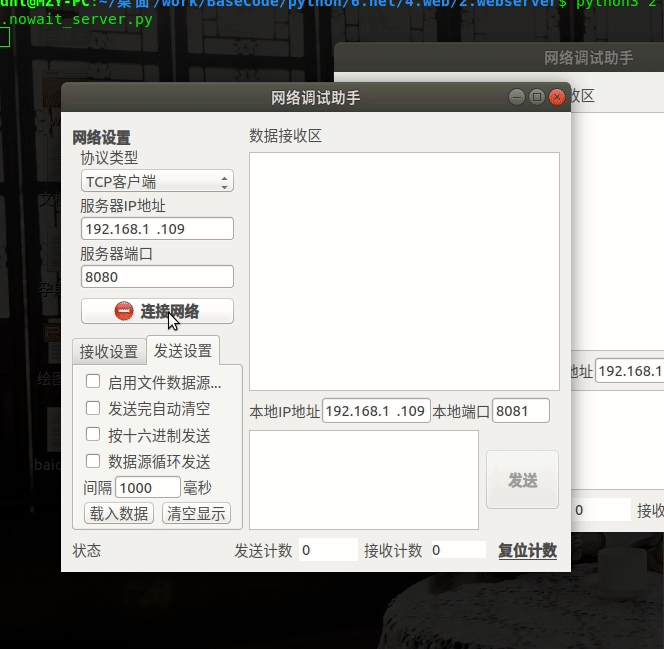 dnt@MZY-PC:~/桌面/work/BaseCode/python/6.net/4.web/2.webserver$ python3 2
.nowait_server.py
网络调试助手
网络调试助手
收区
网络设置
数据接收区
协议类型
TCP客户端
服务器IP地址
192.168.1 .109
服务器端口
8080
连接网络
接收设置 发送设置
启用文件数据源...
发送完自动清空
按十六进制发送
数据源循环发送
间隔 1000 毫秒
载入数据 清空显示
本地IP地址 192.168.1 .109 本地端口 8081
发送
地址 192.168.1
0 接收
状态 发送计数 0 接收计数 0 复位计数